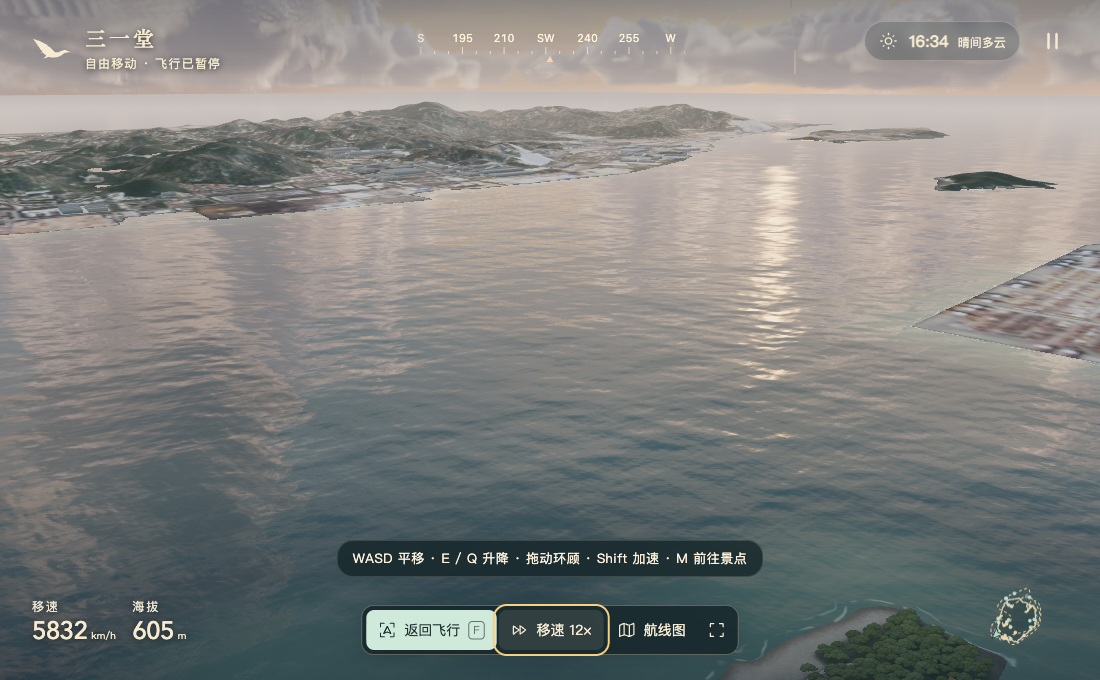 三一堂
自由移动 · 飞行已暂停
S 195 210 SW 240 255 W
16:34 晴间多云
WASD 平移 · E / Q 升降 · 拖动环顾 · Shift 加速 · M 前往景点
移速 海拔
5832 km/h 605 m
返回飞行 F 移速 12x 航线图